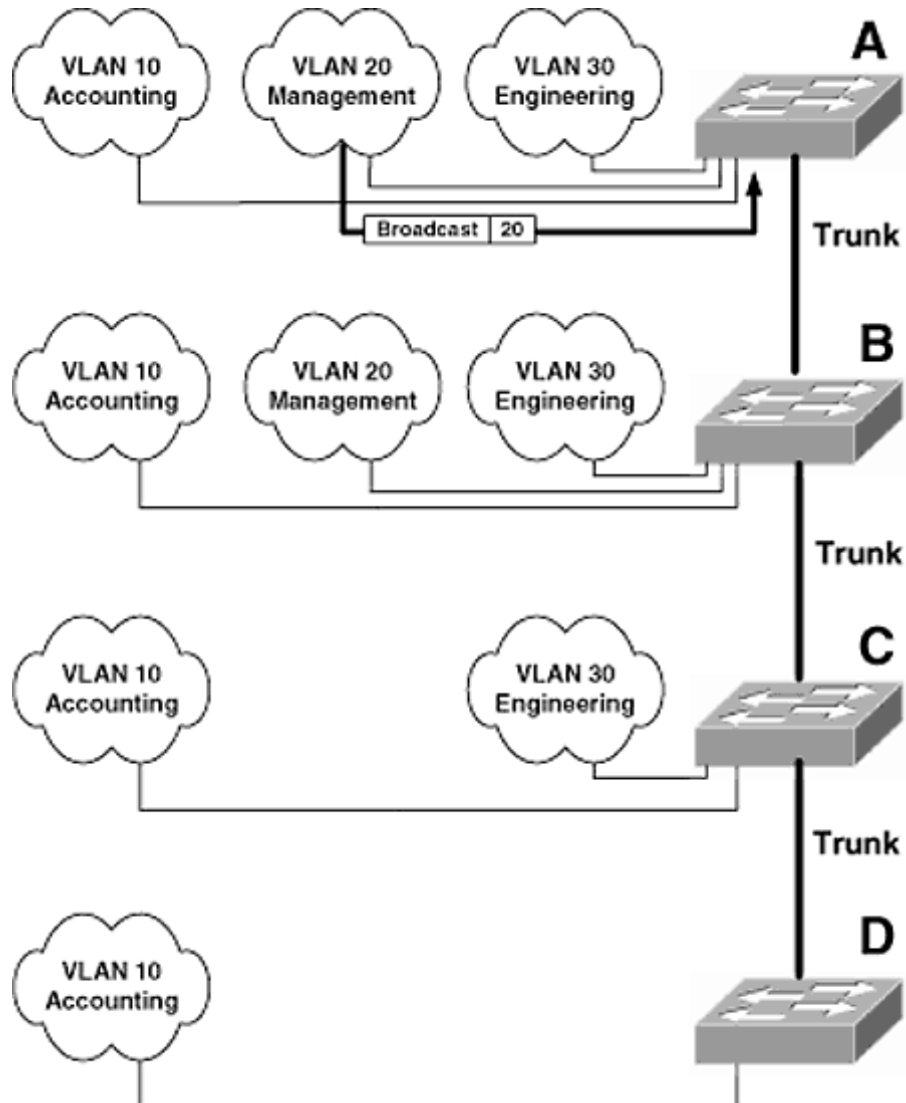 A
VLAN 10
Accounting
VLAN 20
Management
VLAN 30
Engineering
Broadcast 20
Trunk
B
VLAN 10
Accounting
VLAN 20
Management
VLAN 30
Engineering
Trunk
C
VLAN 10
Accounting
VLAN 30
Engineering
Trunk
D
VLAN 10
Accounting